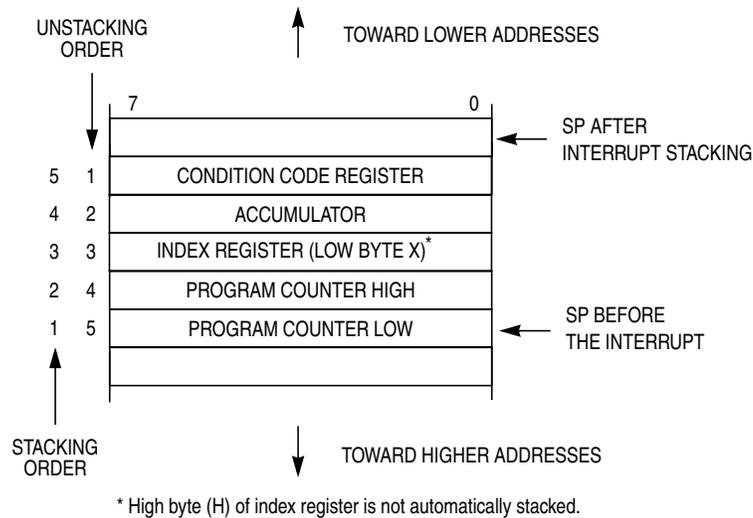 UNSTACKING
ORDER
TOWARD LOWER ADDRESSES
7 0
SP AFTER
INTERRUPT STACKING
5 1 CONDITION CODE REGISTER
4 2 ACCUMULATOR
3 3 INDEX REGISTER (LOW BYTE X)*
2 4 PROGRAM COUNTER HIGH
1 5 PROGRAM COUNTER LOW
SP BEFORE
THE INTERRUPT
STACKING
ORDER
TOWARD HIGHER ADDRESSES
* High byte (H) of index register is not automatically stacked.